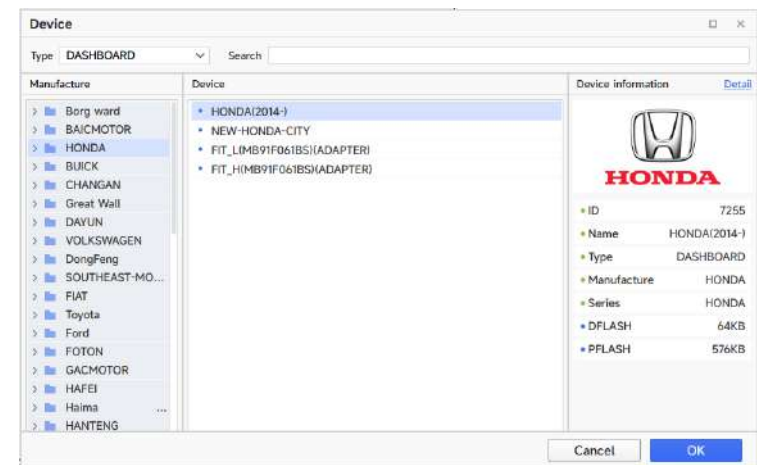 Device
Type DASHBOARD Search
Manufacture
Borg ward
BAICMOTOR
HONDA
BUICK
CHANGAN
Great Wall
DAYUN
VOLKSWAGEN
DongFeng
SOUTHEAST-MO...
FIAT
Toyota
Ford
FOTON
GACMOTOR
HAFEI
Haima ...
HANTENG
Device
HONDA(2014-)
NEW-HONDA-CITY
FIT_L(MB91F061BS)(ADAPTER)
FIT_H(MB91F061BS)(ADAPTER)
Device information Detail
HONDA
ID 7255
Name HONDA(2014-)
Type DASHBOARD
Manufacture HONDA
Series HONDA
DFLASH 64KB
PFLASH 576KB
Cancel OK